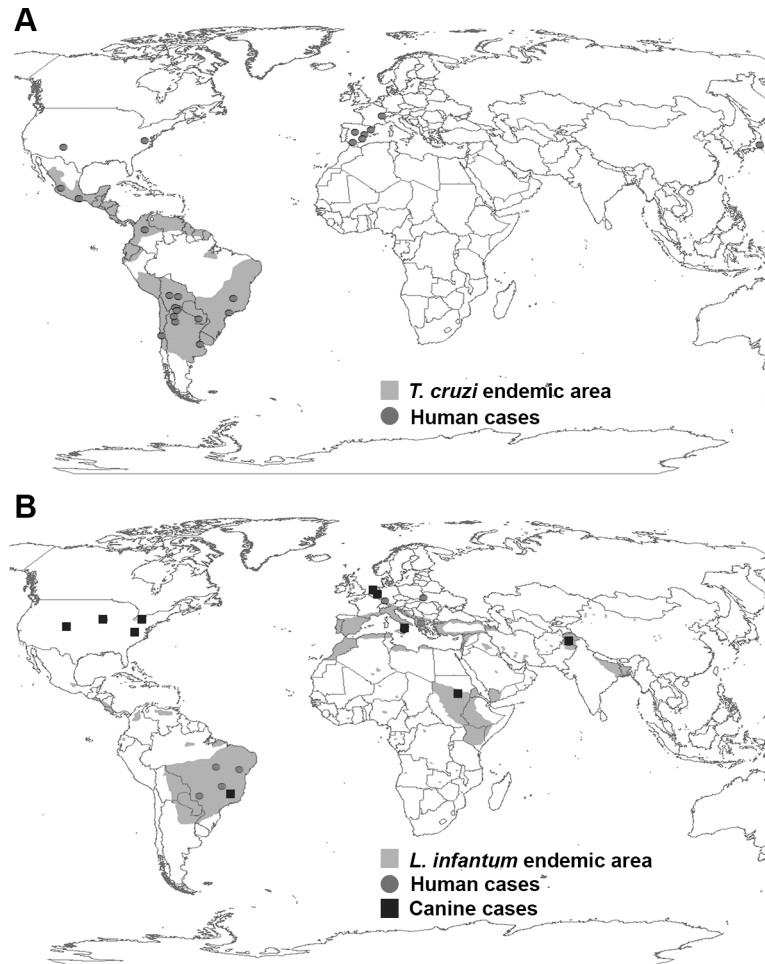 A
T. cruzi endemic area
Human cases
B
L. infantum endemic area
Human cases
Canine cases